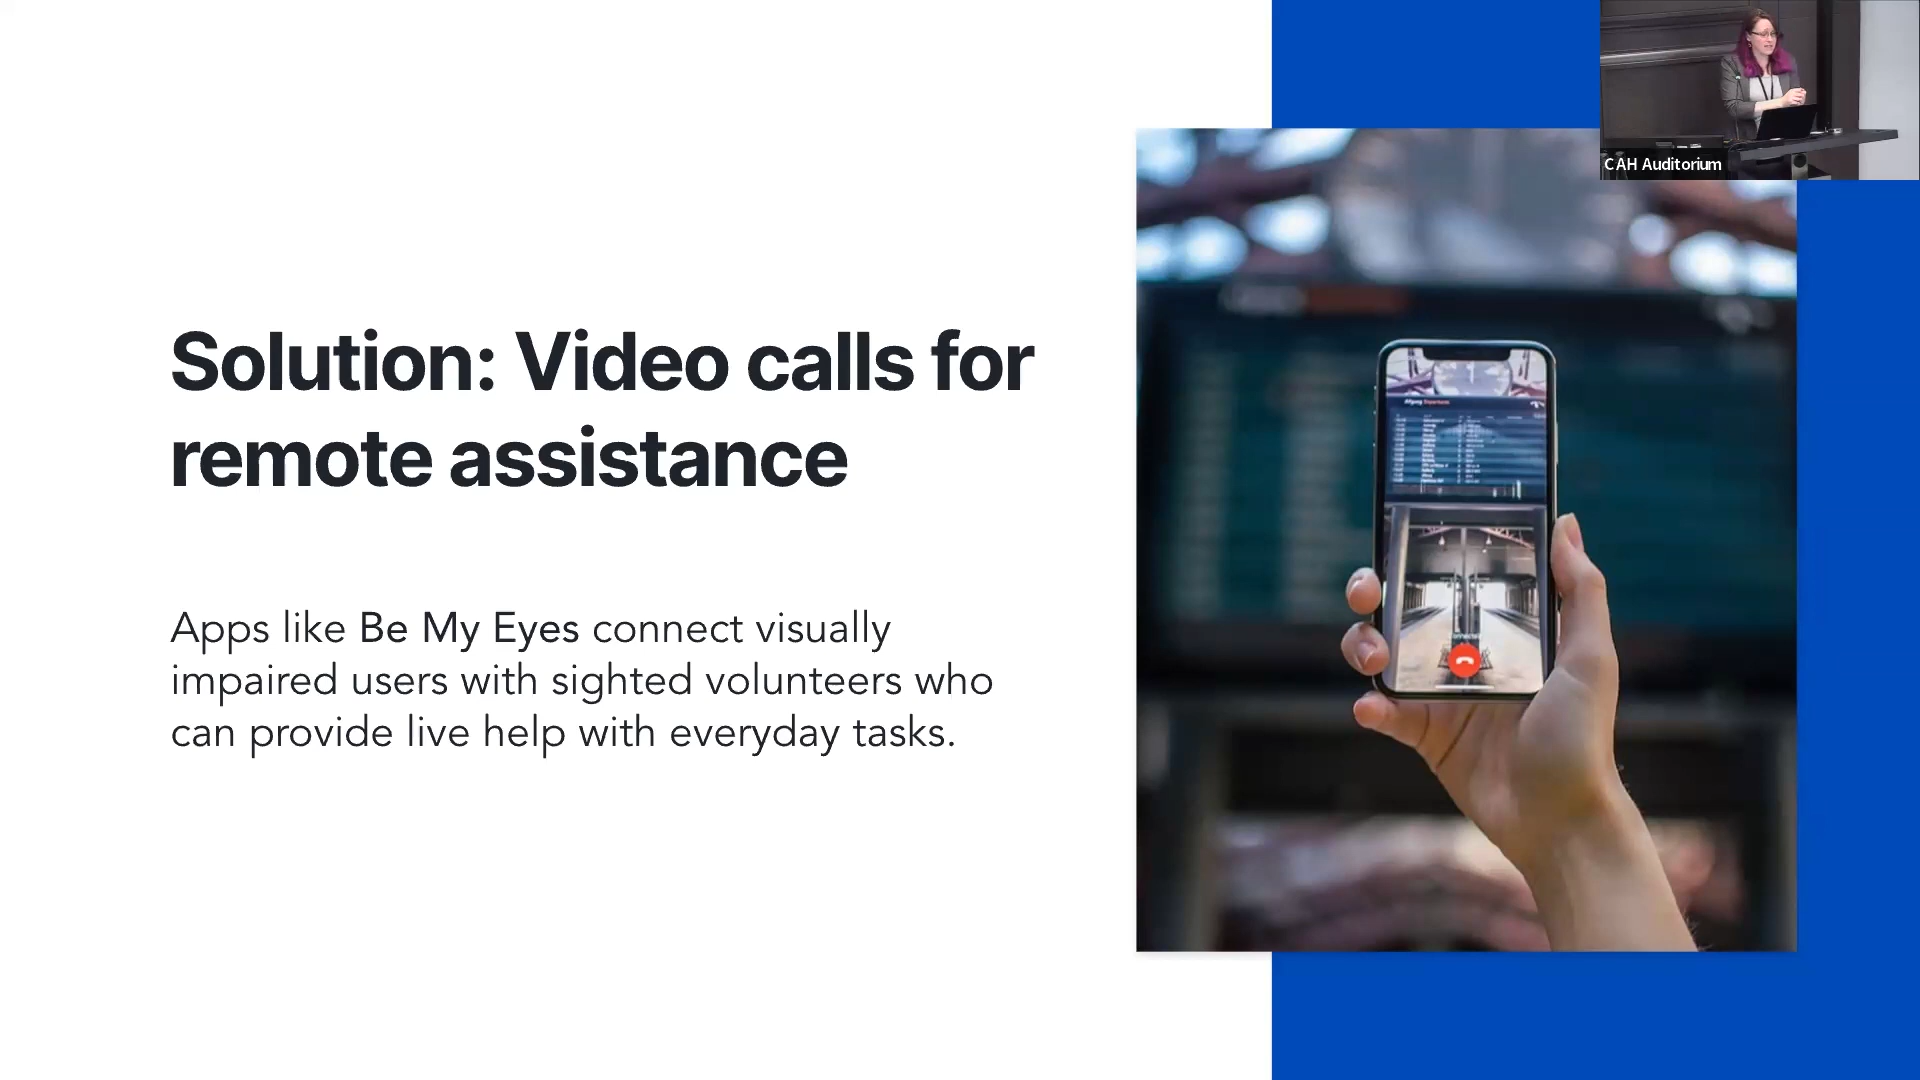 Solution: Video calls for
remote assistance
Apps like Be My Eyes connect visually
impaired users with sighted volunteers who
can provide live help with everyday tasks.
CAH Auditorium